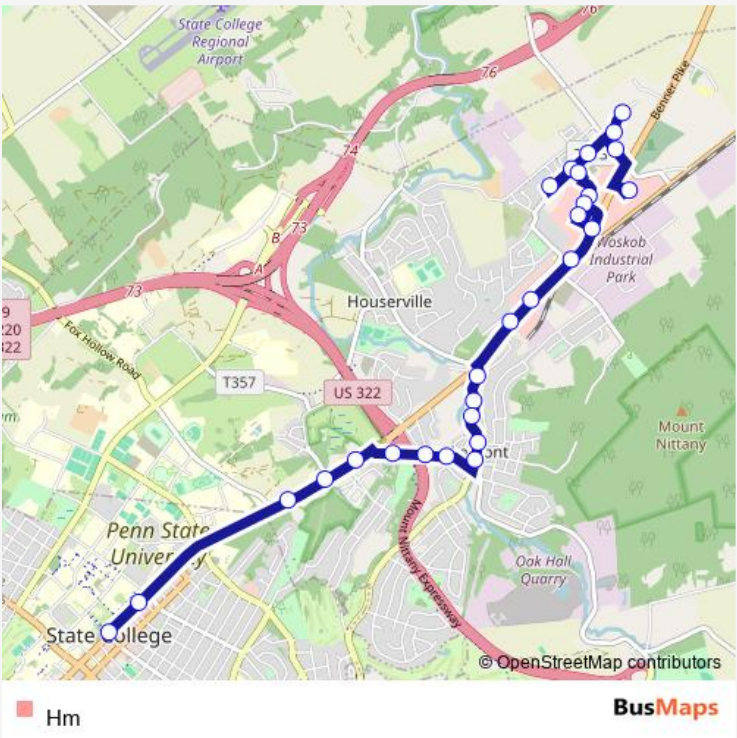 76
State College
Regional
Airport
76
Benner Pike
74
B
73
A
Woskob
Industrial
Park
73
Houserville
9
220
322
Fox Hollow Road
T357
US 322
Mount
Nittany
ont
Penn State
University
Mount Nittany Expressway
Oak Hall
Quarry
State College
© OpenStreetMap contributors
Hm
BusMaps